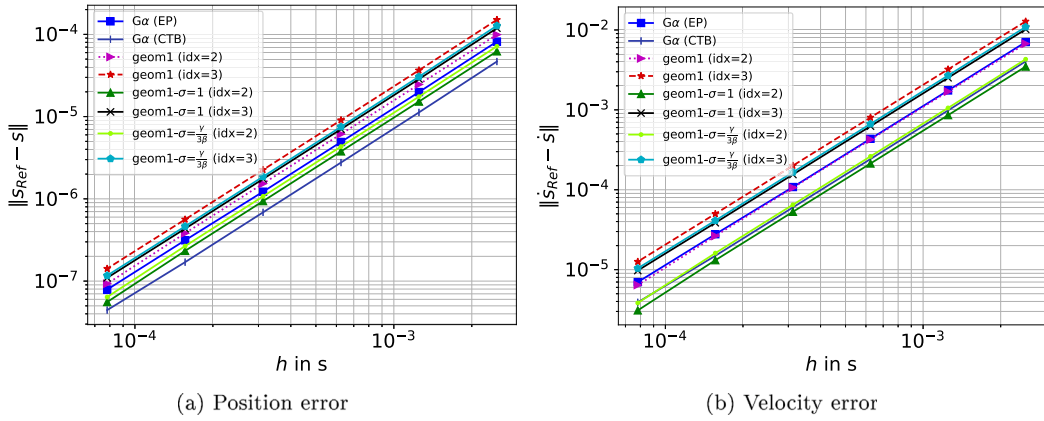 Gα (EP)
Gα (CTB)
geom1 (idx=2)
geom1 (idx=3)
geom1-σ=1 (idx=2)
geom1-σ=1 (idx=3)
geom1-σ=γ/3β (idx=2)
geom1-σ=γ/3β (idx=3)
10⁻⁴
10⁻⁵
10⁻⁶
10⁻⁷
‖s_Ref − s‖
10⁻⁴ 10⁻³
h in s
(a) Position error
Gα (EP)
Gα (CTB)
geom1 (idx=2)
geom1 (idx=3)
geom1-σ=1 (idx=2)
geom1-σ=1 (idx=3)
geom1-σ=γ/3β (idx=2)
geom1-σ=γ/3β (idx=3)
10⁻²
10⁻³
10⁻⁴
10⁻⁵
‖ṡ_Ref − ṡ‖
10⁻⁴ 10⁻³
h in s
(b) Velocity error